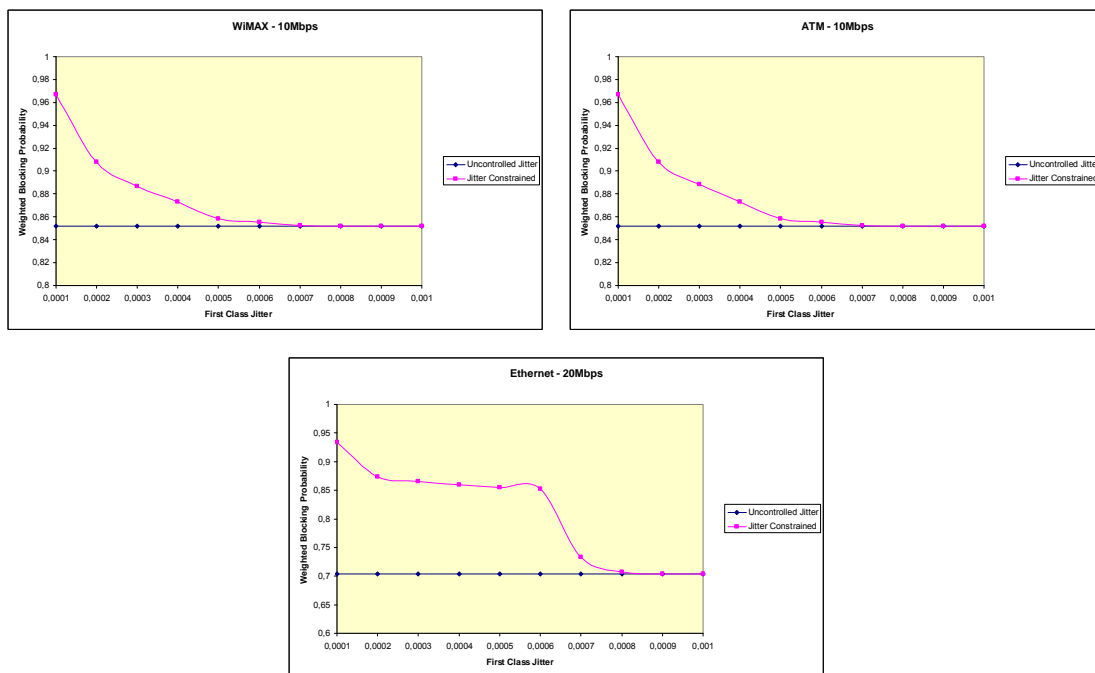 WiMAX - 10Mbps
Weighted Blocking Probability
1
0,98
0,96
0,94
0,92
0,9
0,88
0,86
0,84
0,82
0,8
0,0001 0,0002 0,0003 0,0004 0,0005 0,0006 0,0007 0,0008 0,0009 0,001
First Class Jitter
Uncontrolled Jitter
Jitter Constrained
ATM - 10Mbps
Weighted Blocking Probability
1
0,98
0,96
0,94
0,92
0,9
0,88
0,86
0,84
0,82
0,8
0,0001 0,0002 0,0003 0,0004 0,0005 0,0006 0,0007 0,0008 0,0009 0,001
First Class Jitter
Uncontrolled Jitter
Jitter Constrained
Ethernet - 20Mbps
Weighted Blocking Probability
1
0,95
0,9
0,85
0,8
0,75
0,7
0,65
0,6
0,0001 0,0002 0,0003 0,0004 0,0005 0,0006 0,0007 0,0008 0,0009 0,001
First Class Jitter
Uncontrolled Jitter
Jitter Constrained